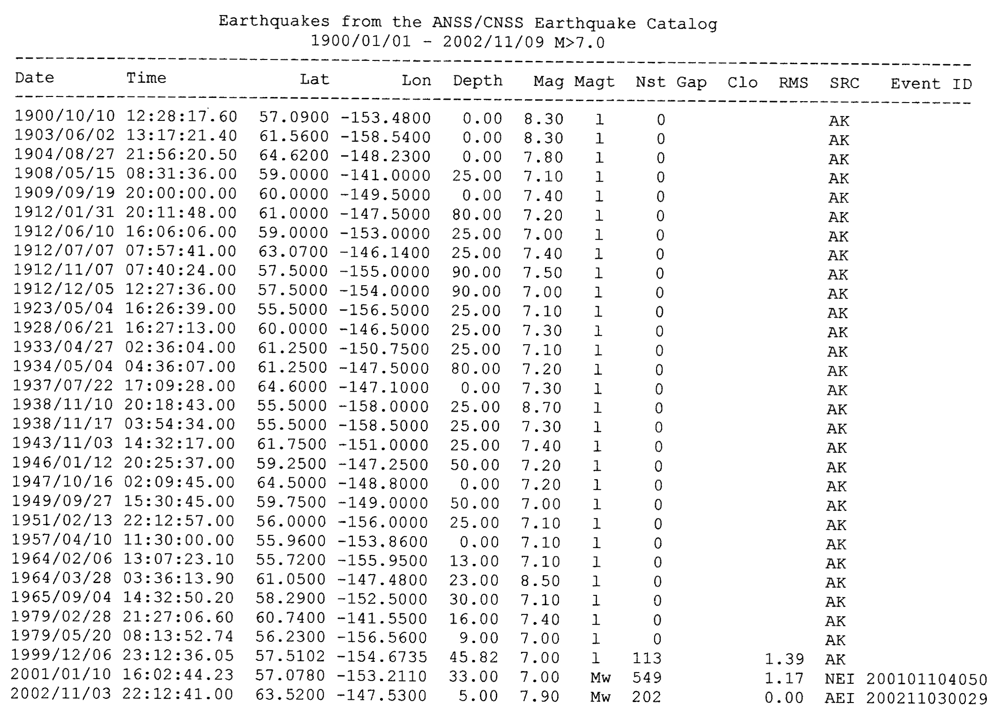 Earthquakes from the ANSS/CNSS Earthquake Catalog
1900/01/01 - 2002/11/09 M>7.0
Date Time Lat Lon Depth Mag Magt Nst Gap Clo RMS SRC Event ID
1900/10/10 12:28:17.60 57.0900 -153.4800 0.00 8.30 l 0 AK
1903/06/02 13:17:21.40 61.5600 -158.5400 0.00 8.30 l 0 AK
1904/08/27 21:56:20.50 64.6200 -148.2300 0.00 7.80 l 0 AK
1908/05/15 08:31:36.00 59.0000 -141.0000 25.00 7.10 l 0 AK
1909/09/19 20:00:00.00 60.0000 -149.5000 0.00 7.40 l 0 AK
1912/01/31 20:11:48.00 61.0000 -147.5000 80.00 7.20 l 0 AK
1912/06/10 16:06:06.00 59.0000 -153.0000 25.00 7.00 l 0 AK
1912/07/07 07:57:41.00 63.0700 -146.1400 25.00 7.40 l 0 AK
1912/11/07 07:40:24.00 57.5000 -155.0000 90.00 7.50 l 0 AK
1912/12/05 12:27:36.00 57.5000 -154.0000 90.00 7.00 l 0 AK
1923/05/04 16:26:39.00 55.5000 -156.5000 25.00 7.10 l 0 AK
1928/06/21 16:27:13.00 60.0000 -146.5000 25.00 7.30 l 0 AK
1933/04/27 02:36:04.00 61.2500 -150.7500 25.00 7.10 l 0 AK
1934/05/04 04:36:07.00 61.2500 -147.5000 80.00 7.20 l 0 AK
1937/07/22 17:09:28.00 64.6000 -147.1000 0.00 7.30 l 0 AK
1938/11/10 20:18:43.00 55.5000 -158.0000 25.00 8.70 l 0 AK
1938/11/17 03:54:34.00 55.5000 -158.5000 25.00 7.30 l 0 AK
1943/11/03 14:32:17.00 61.7500 -151.0000 25.00 7.40 l 0 AK
1946/01/12 20:25:37.00 59.2500 -147.2500 50.00 7.20 l 0 AK
1947/10/16 02:09:45.00 64.5000 -148.8000 0.00 7.20 l 0 AK
1949/09/27 15:30:45.00 59.7500 -149.0000 50.00 7.00 l 0 AK
1951/02/13 22:12:57.00 56.0000 -156.0000 25.00 7.10 l 0 AK
1957/04/10 11:30:00.00 55.9600 -153.8600 0.00 7.10 l 0 AK
1964/02/06 13:07:23.10 55.7200 -155.9500 13.00 7.10 l 0 AK
1964/03/28 03:36:13.90 61.0500 -147.4800 23.00 8.50 l 0 AK
1965/09/04 14:32:50.20 58.2900 -152.5000 30.00 7.10 l 0 AK
1979/02/28 21:27:06.60 60.7400 -141.5500 16.00 7.40 l 0 AK
1979/05/20 08:13:52.74 56.2300 -156.5600 9.00 7.00 l 0 AK
1999/12/06 23:12:36.05 57.5102 -154.6735 45.82 7.00 l 113 1.39 AK
2001/01/10 16:02:44.23 57.0780 -153.2110 33.00 7.00 Mw 549 1.17 NEI 200101104050
2002/11/03 22:12:41.00 63.5200 -147.5300 5.00 7.90 Mw 202 0.00 AEI 200211030029